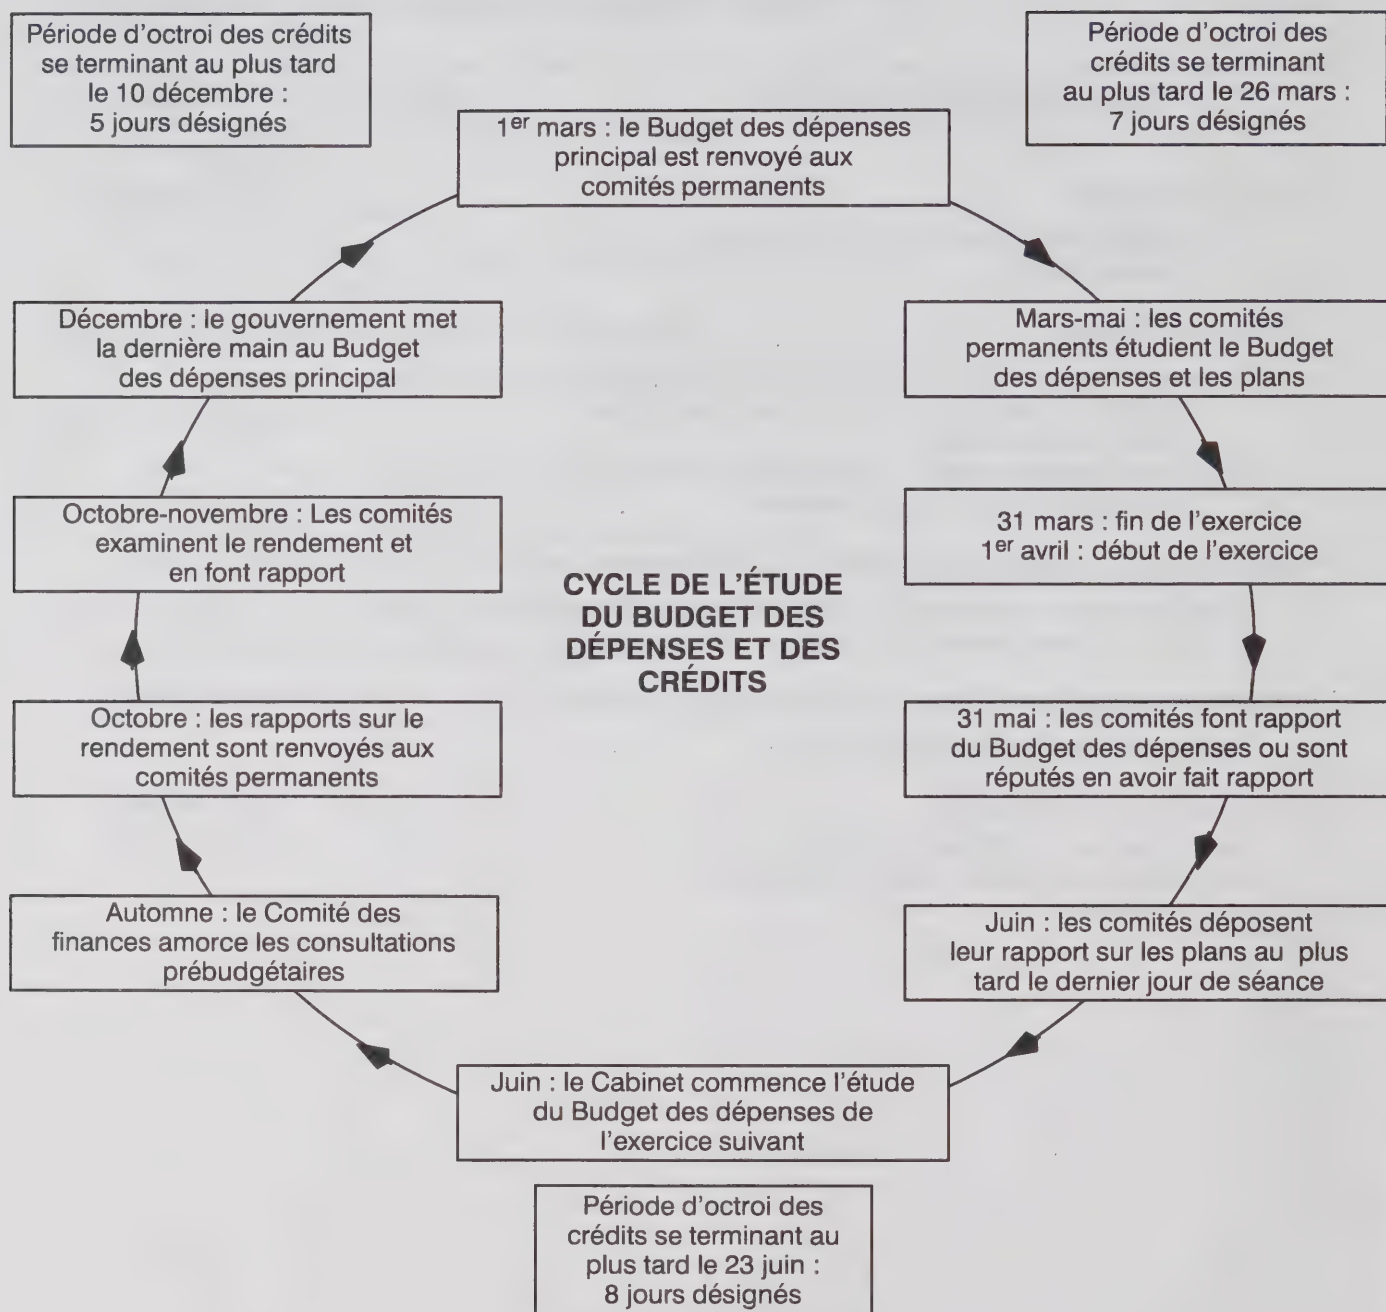 Période d'octroi des crédits
se terminant au plus tard
le 10 décembre :
5 jours désignés
Période d'octroi des
crédits se terminant
au plus tard le 26 mars :
7 jours désignés
1er mars : le Budget des dépenses
principal est renvoyé aux
comités permanents
Mars-mai : les comités
permanents étudient le Budget
des dépenses et les plans
31 mars : fin de l'exercice
1er avril : début de l'exercice
31 mai : les comités font rapport
du Budget des dépenses ou sont
réputés en avoir fait rapport
Juin : les comités déposent
leur rapport sur les plans au plus
tard le dernier jour de séance
Juin : le Cabinet commence l'étude
du Budget des dépenses de
l'exercice suivant
Automne : le Comité des
finances amorce les consultations
prébudgétaires
Octobre : les rapports sur le
rendement sont renvoyés aux
comités permanents
Octobre-novembre : Les comités
examinent le rendement et
en font rapport
Décembre : le gouvernement met
la dernière main au Budget
des dépenses principal
CYCLE DE L'ÉTUDE
DU BUDGET DES
DÉPENSES ET DES
CRÉDITS
Période d'octroi des
crédits se terminant au
plus tard le 23 juin :
8 jours désignés